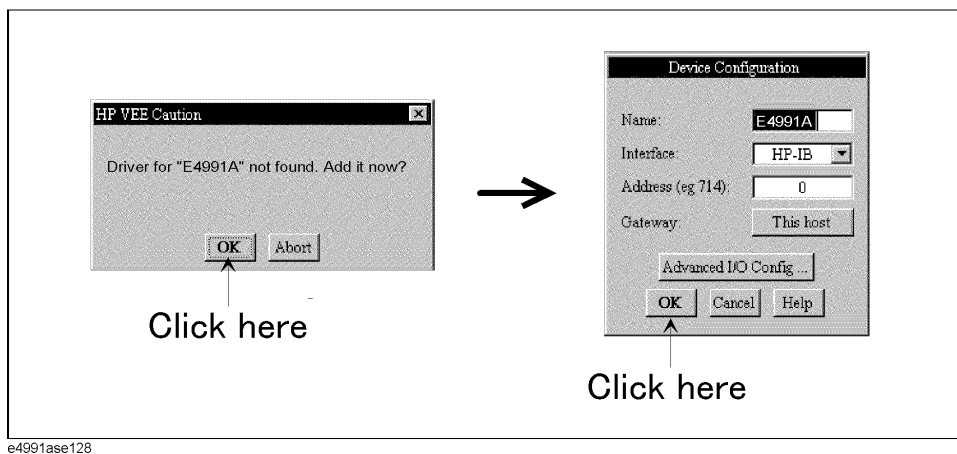 HP VEE Caution
Driver for "E4991A" not found. Add it now?
OK Abort
Click here
Device Configuration
Name: E4991A
Interface: HP-IB
Address (eg 714): 0
Gateway: This host
Advanced I/O Config ...
OK Cancel Help
Click here
e4991ase128